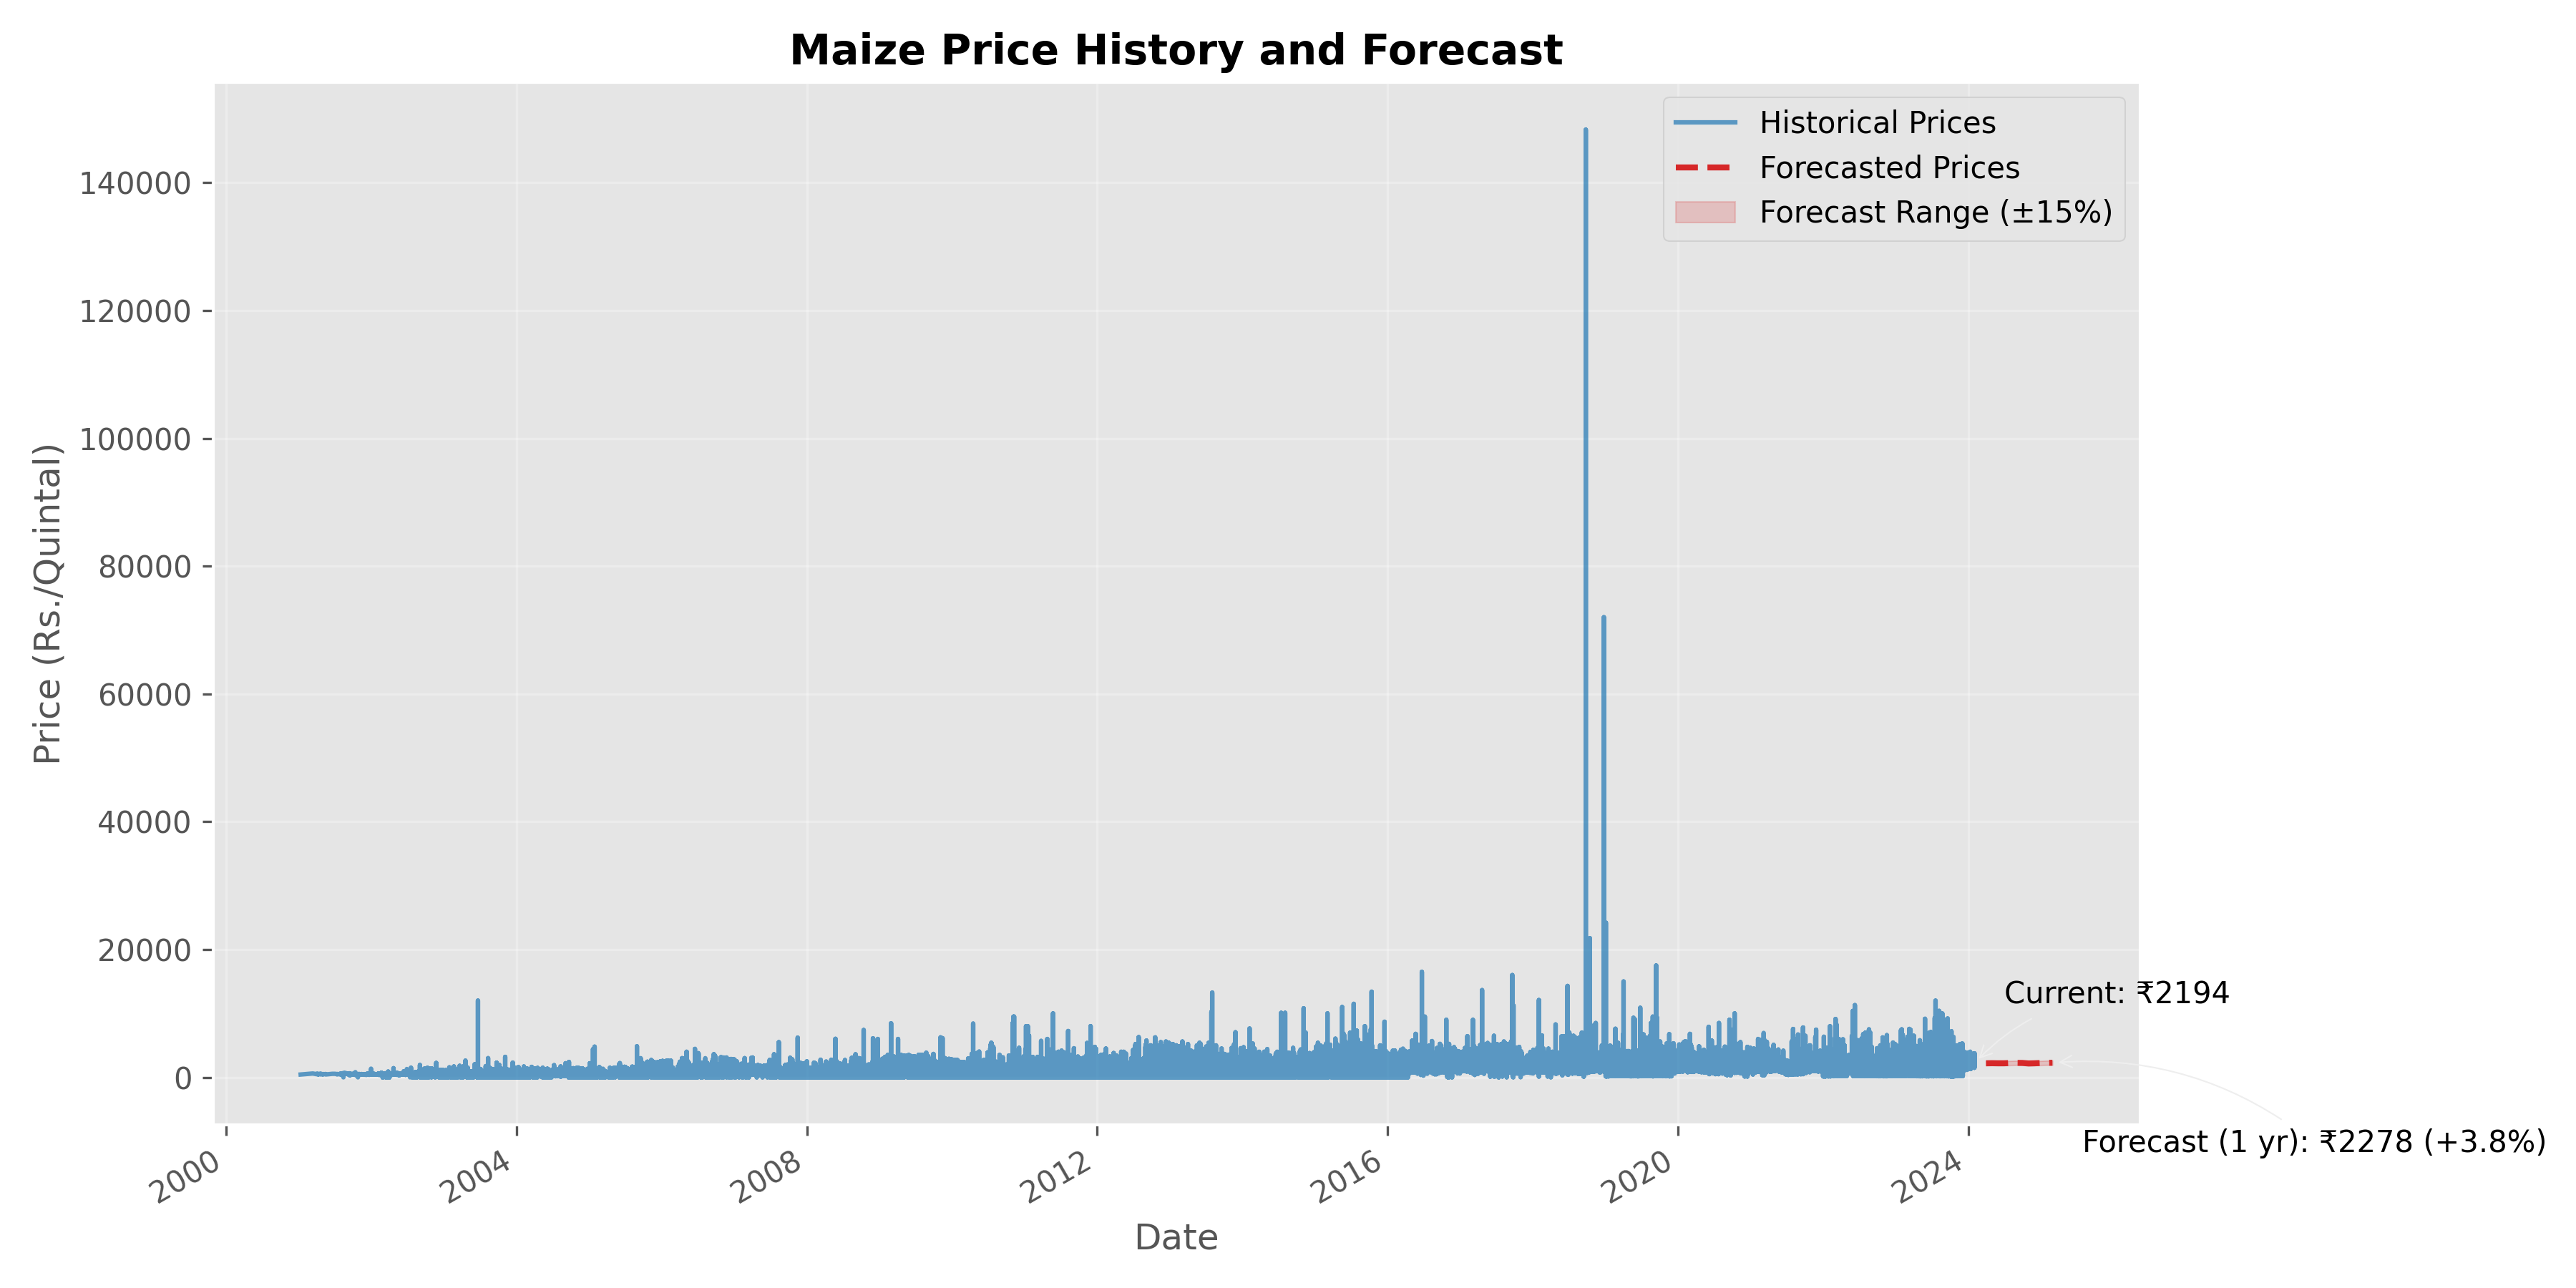 Maize Price History and Forecast
Historical Prices
Forecasted Prices
Forecast Range (±15%)
Price (Rs./Quintal)
140000
120000
100000
80000
60000
40000
20000
0
Current: ₹2194
Forecast (1 yr): ₹2278 (+3.8%)
2000
2004
2008
2012
2016
2020
2024
Date